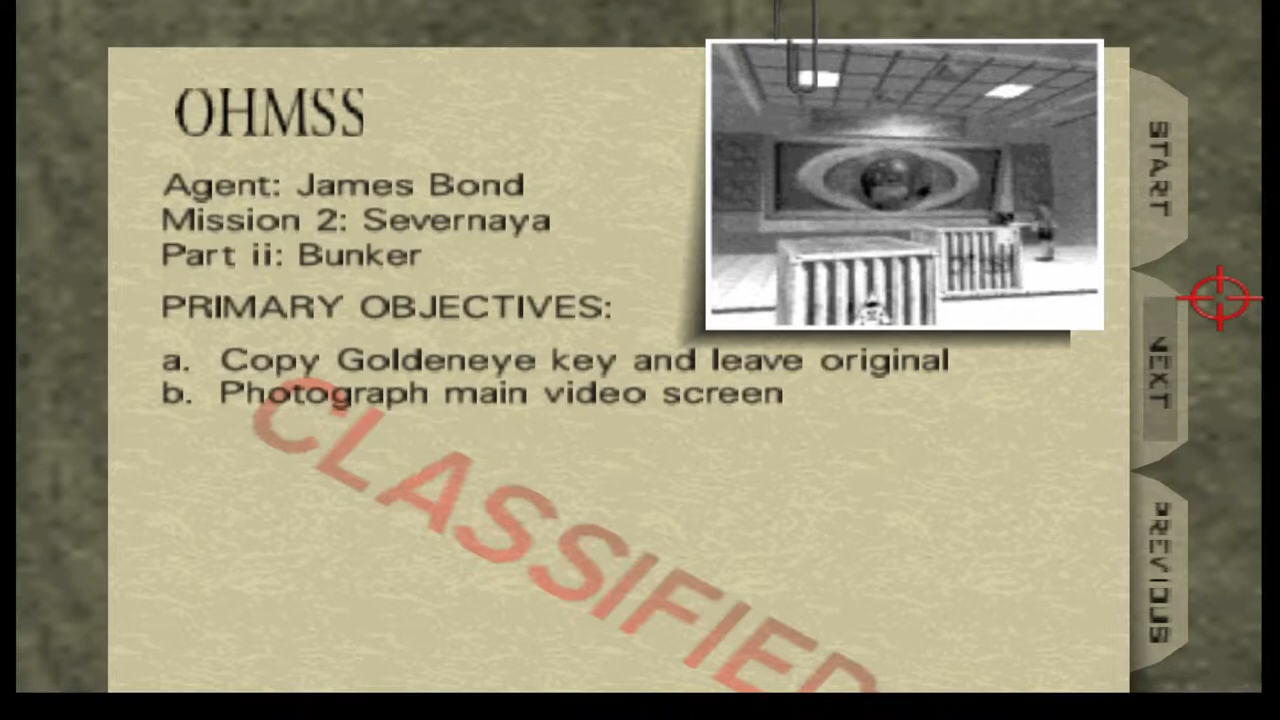 OHMSS
Agent: James Bond
Mission 2: Severnaya
Part ii: Bunker
PRIMARY OBJECTIVES:
a. Copy Goldeneye key and leave original
b. Photograph main video screen
CLASSIFIED
START
NEXT
PREVIOUS